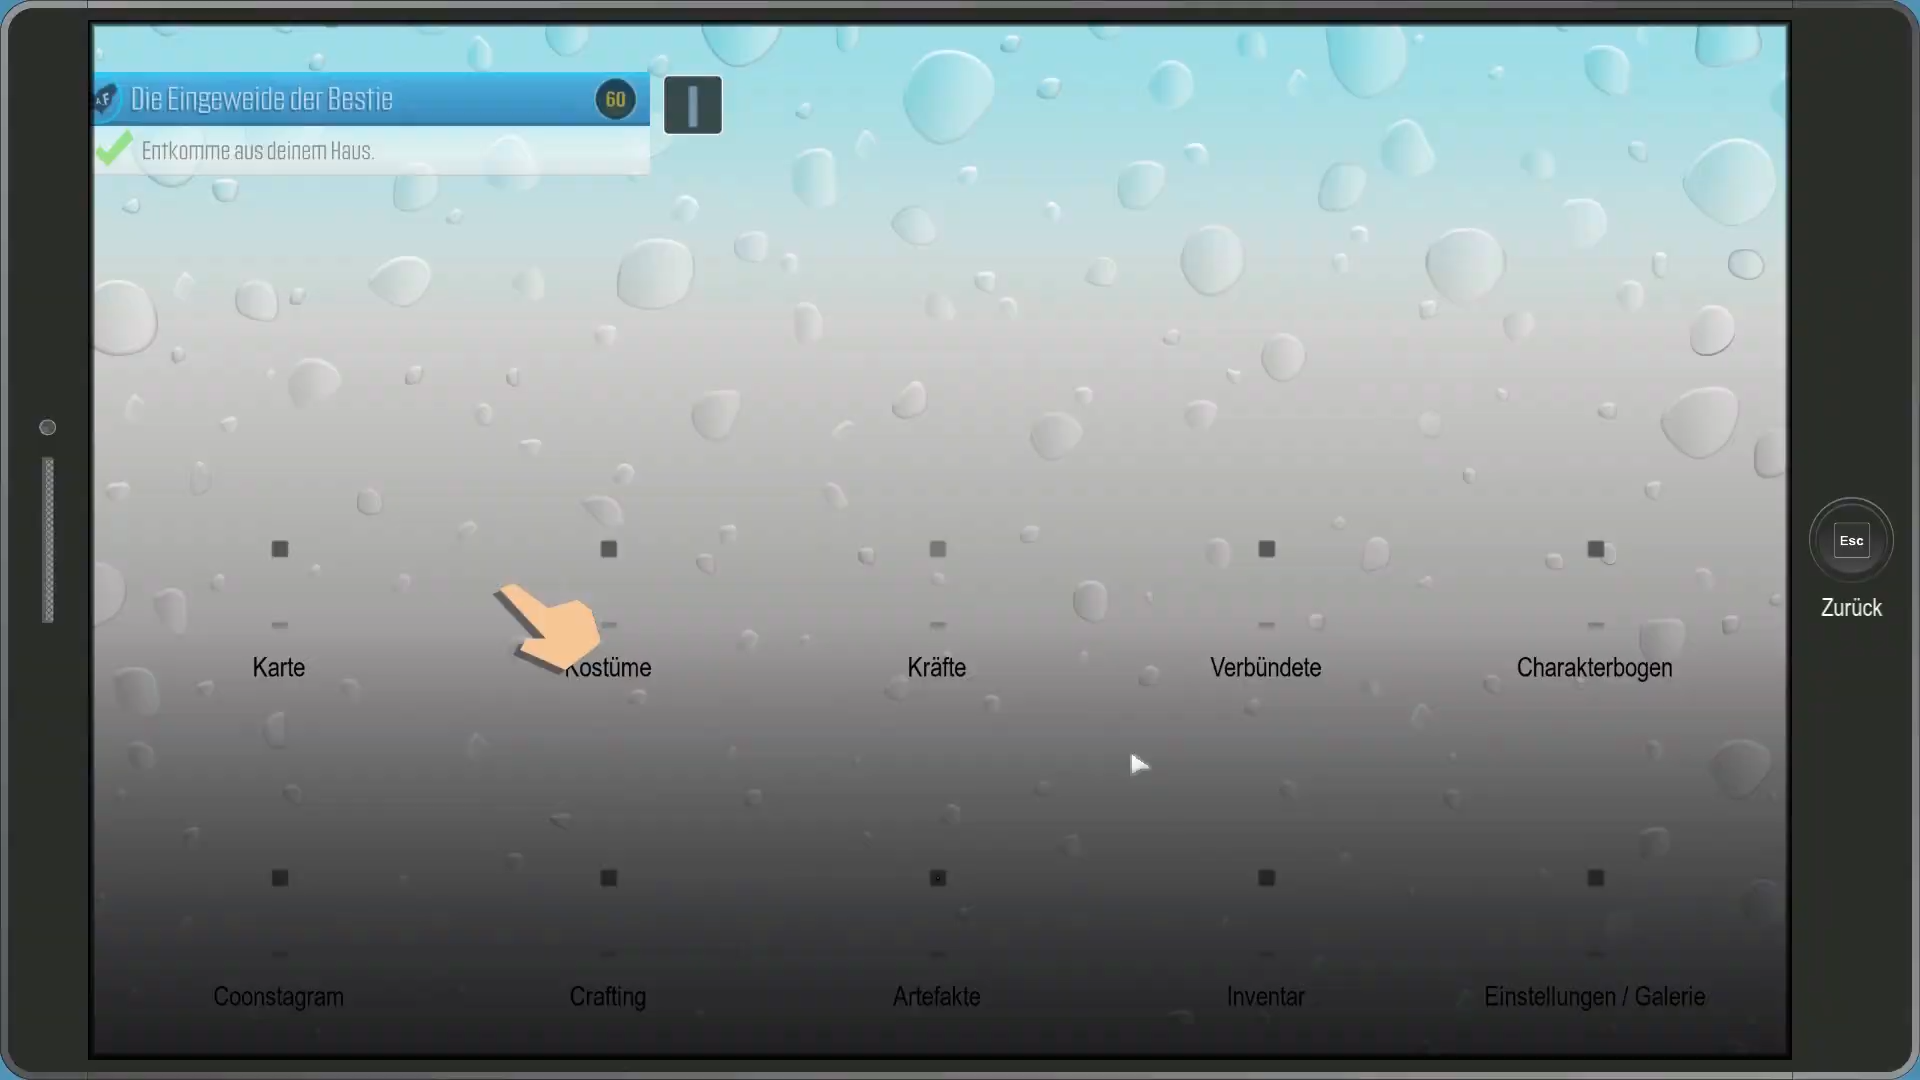 AF Die Eingeweide der Bestie 60
Entkomme aus deinem Haus.
Esc
Zurück
Karte Kostüme Kräfte Verbündete Charakterbogen
Coonstagram Crafting Artefakte Inventar Einstellungen / Galerie